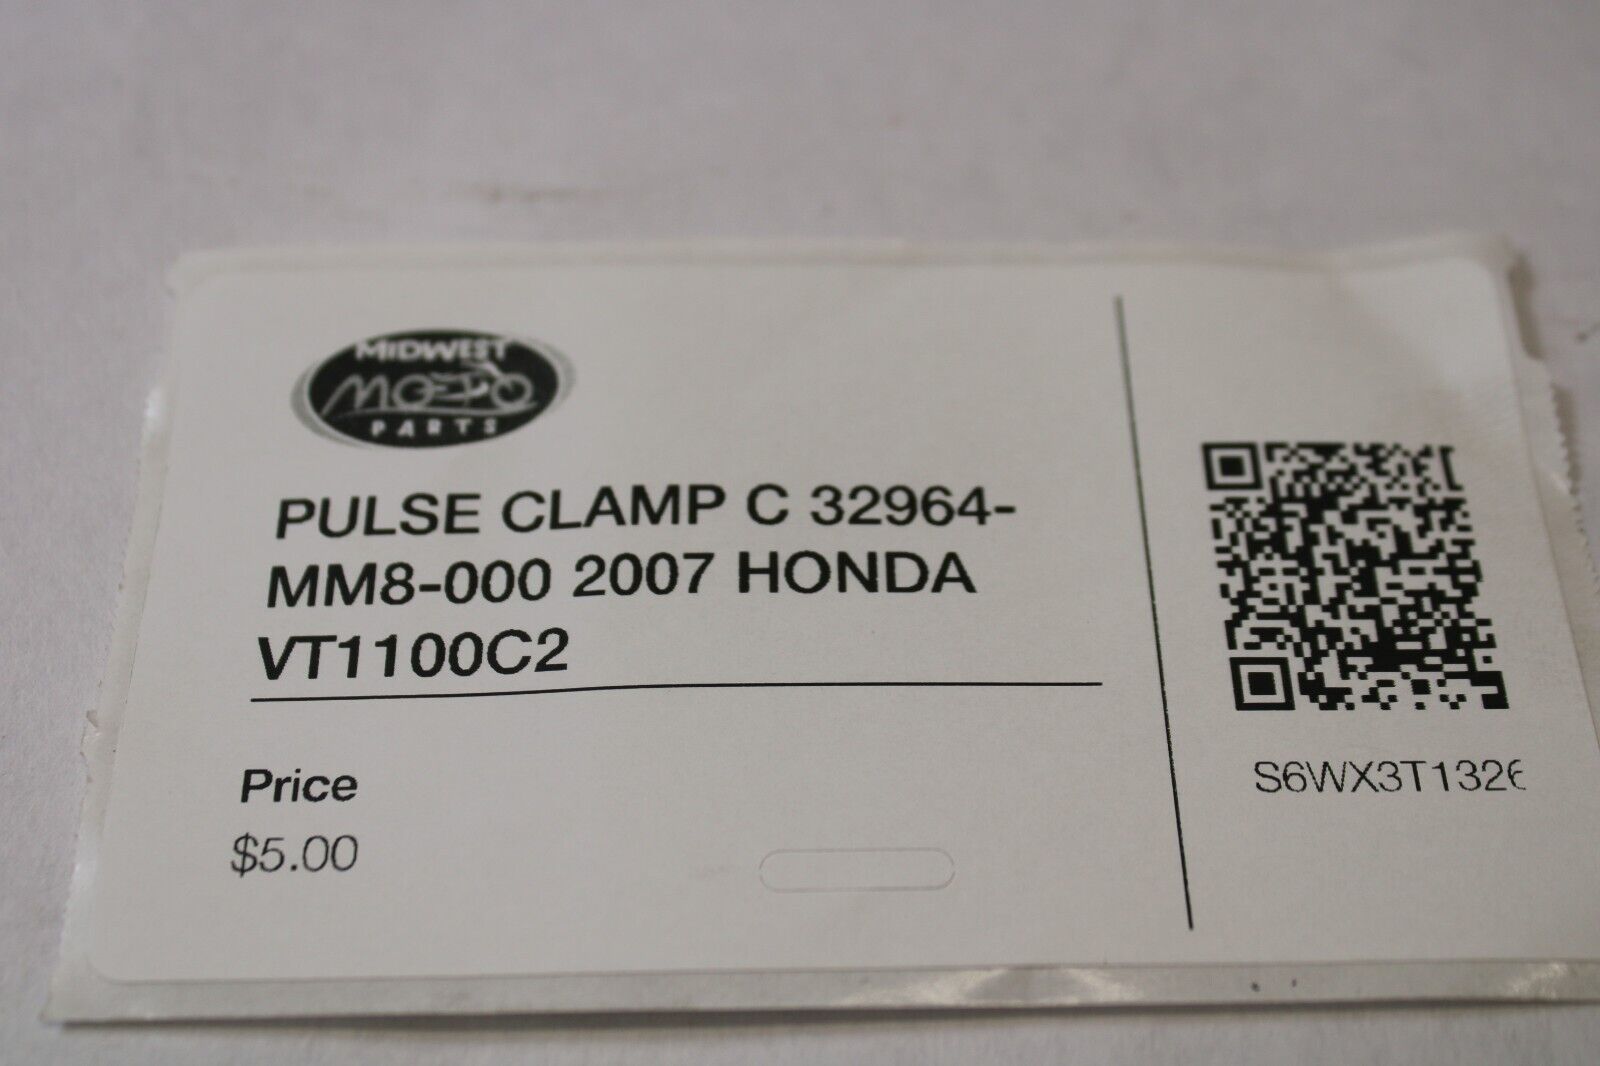 MIDWEST
MOTO
PARTS
PULSE CLAMP C 32964-
MM8-000 2007 HONDA
VT1100C2
Price
$5.00
S6WX3T1326